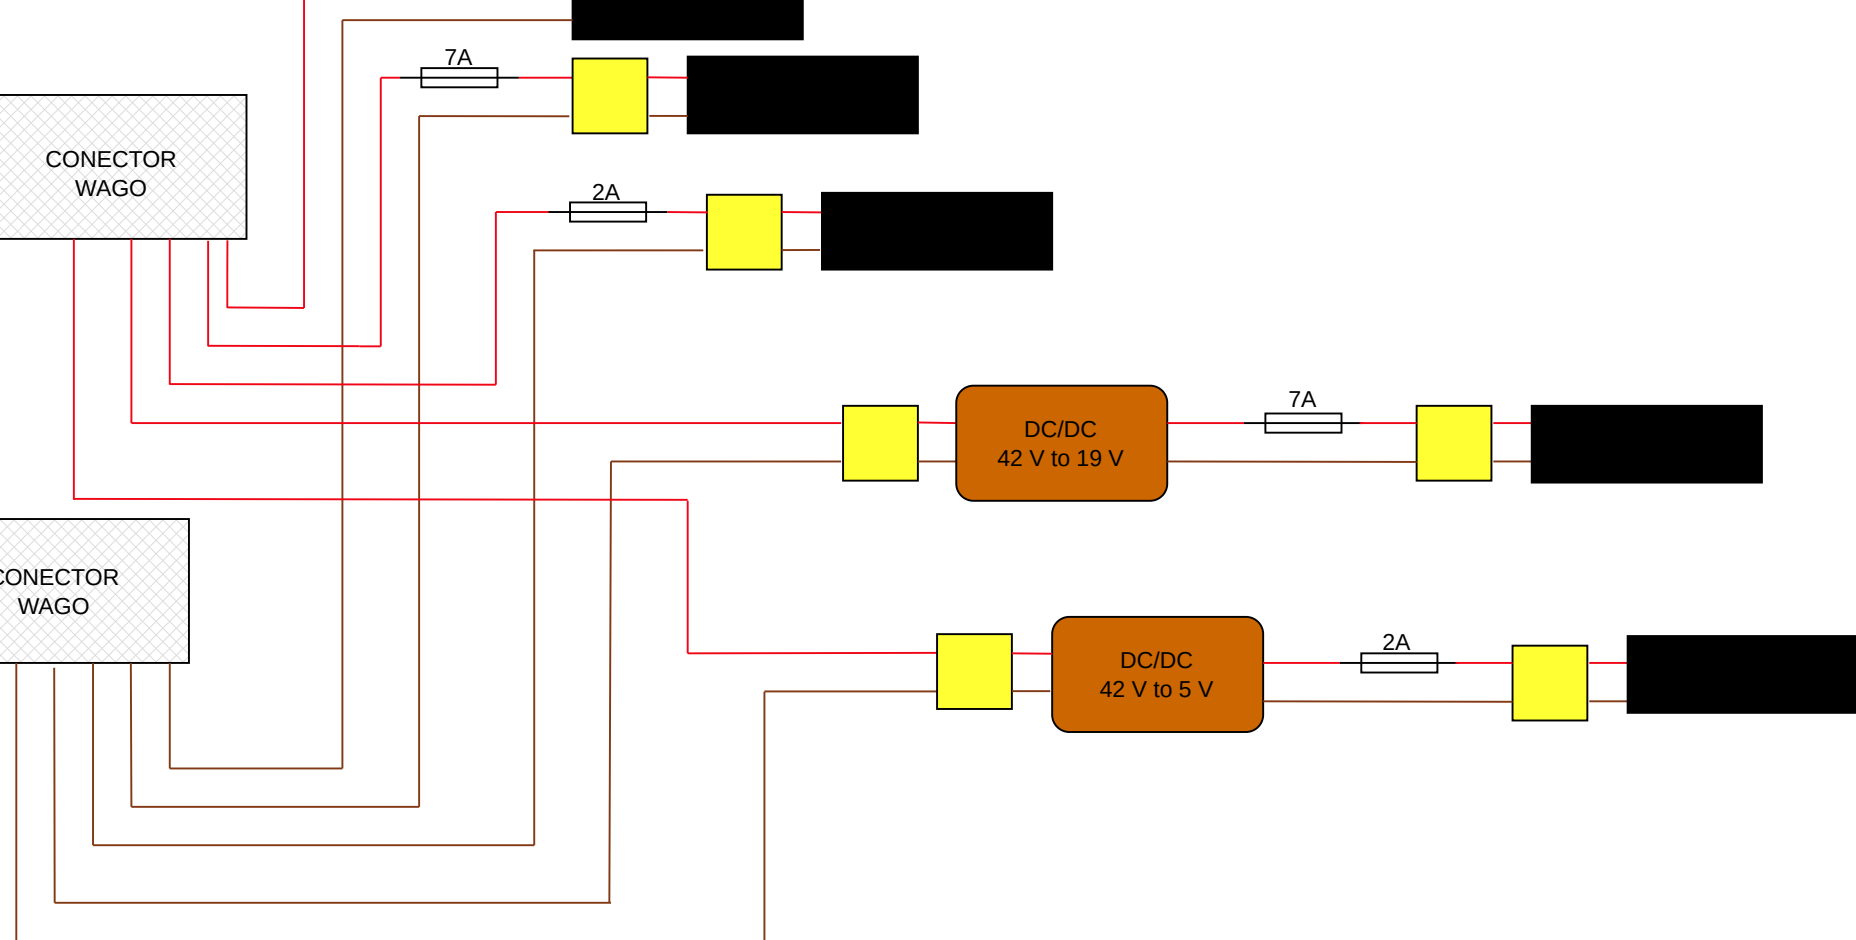 7A
CONECTOR
WAGO
2A
7A
DC/DC
42 V to 19 V
CONECTOR
WAGO
2A
DC/DC
42 V to 5 V